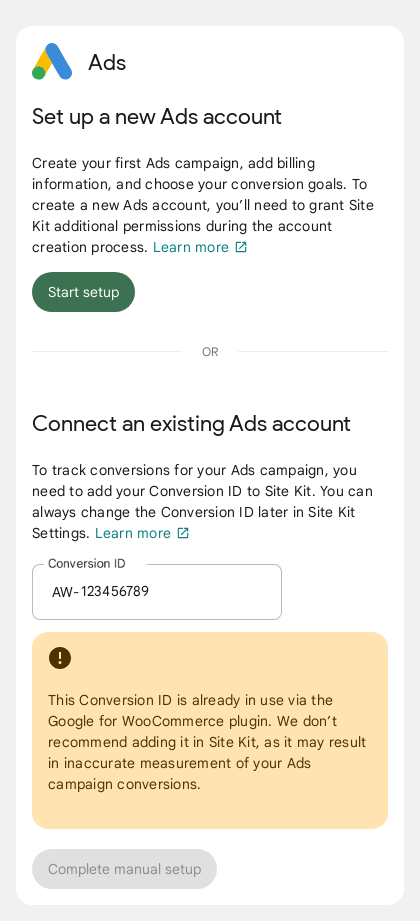 Ads
Set up a new Ads account
Create your first Ads campaign, add billing
information, and choose your conversion goals. To
create a new Ads account, you’ll need to grant Site
Kit additional permissions during the account
creation process. Learn more
Start setup
OR
Connect an existing Ads account
To track conversions for your Ads campaign, you
need to add your Conversion ID to Site Kit. You can
always change the Conversion ID later in Site Kit
Settings. Learn more
Conversion ID
AW-123456789
This Conversion ID is already in use via the
Google for WooCommerce plugin. We don’t
recommend adding it in Site Kit, as it may result
in inaccurate measurement of your Ads
campaign conversions.
Complete manual setup